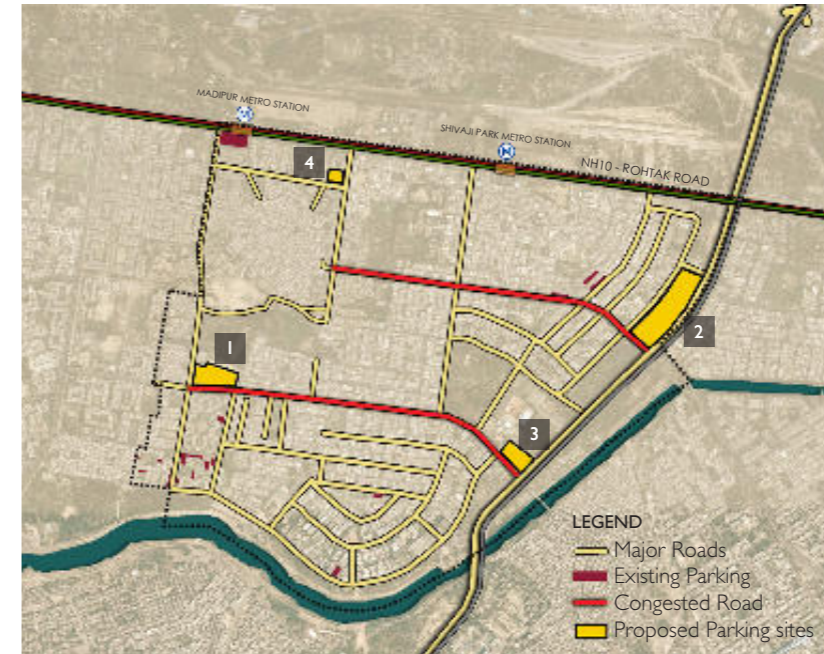 MADIPUR METRO STATION
SHIVAJI PARK METRO STATION
NH10 - ROHTAK ROAD
4
2
1
3
LEGEND
Major Roads
Existing Parking
Congested Road
Proposed Parking sites